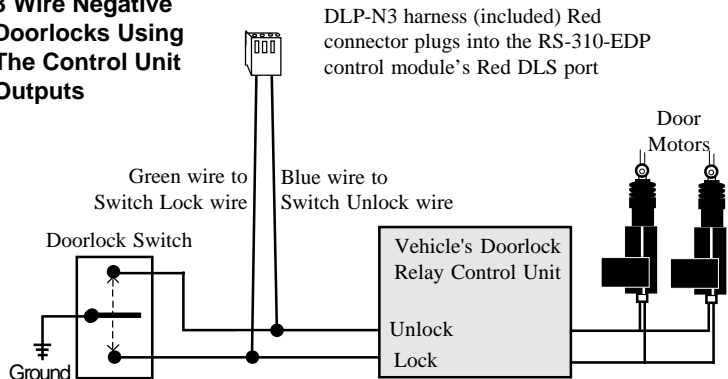 3 Wire Negative
Doorlocks Using
The Control Unit
Outputs
DLP-N3 harness (included) Red
connector plugs into the RS-310-EDP
control module's Red DLS port
Door
Motors
Green wire to
Switch Lock wire
Blue wire to
Switch Unlock wire
Doorlock Switch
Vehicle's Doorlock
Relay Control Unit
Unlock
Lock
Ground